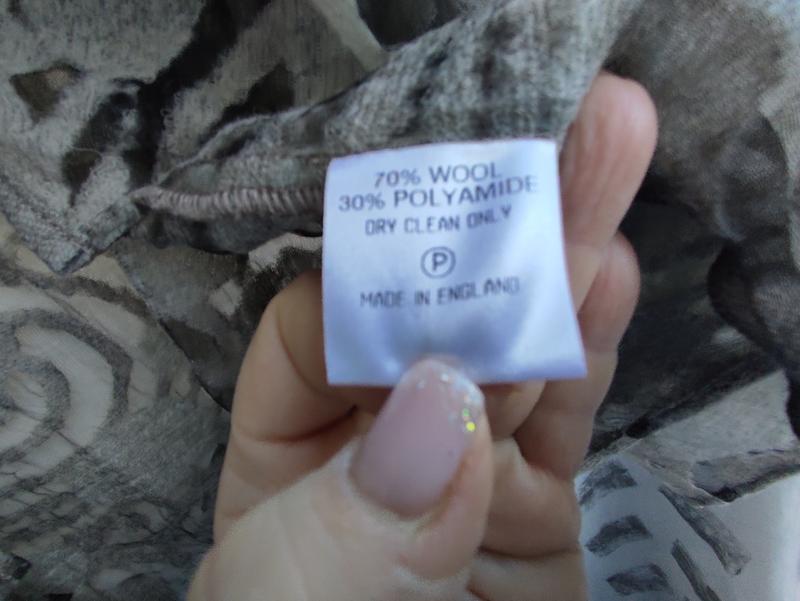 70% WOOL
30% POLYAMIDE
DRY CLEAN ONLY
P
MADE IN ENGLAND